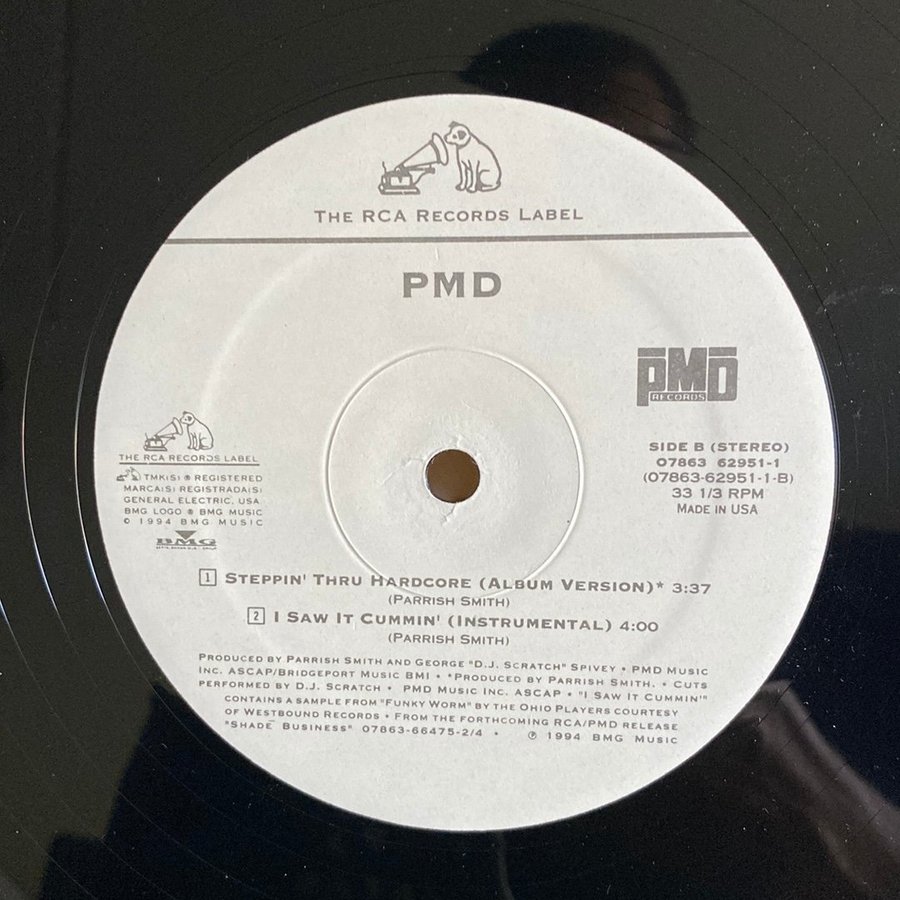 THE RCA RECORDS LABEL
PMD
PMD
RECORDS
SIDE B (STEREO)
07863 62951-1
(07863-62951-1-B)
33 1/3 RPM
MADE IN USA
THE RCA RECORDS LABEL
TMK(S) ® REGISTERED
MARCA(S) REGISTRADA(S)
GENERAL ELECTRIC, USA
BMG LOGO ® BMG MUSIC
© 1994 BMG MUSIC
BMG
1 STEPPIN' THRU HARDCORE (ALBUM VERSION)* 3:37
(PARRISH SMITH)
2 I SAW IT CUMMIN' (INSTRUMENTAL) 4:00
(PARRISH SMITH)
PRODUCED BY PARRISH SMITH AND GEORGE "D.J. SCRATCH" SPIVEY • PMD MUSIC
INC. ASCAP/BRIDGEPORT MUSIC BMI • *PRODUCED BY PARRISH SMITH. • CUTS
PERFORMED BY D.J. SCRATCH • PMD MUSIC INC. ASCAP • "I SAW IT CUMMIN'"
CONTAINS A SAMPLE FROM "FUNKY WORM" BY THE OHIO PLAYERS COURTESY
OF WESTBOUND RECORDS • FROM THE FORTHCOMING RCA/PMD RELEASE
"SHADE BUSINESS" 07863-66475-2/4 • ℗ 1994 BMG MUSIC